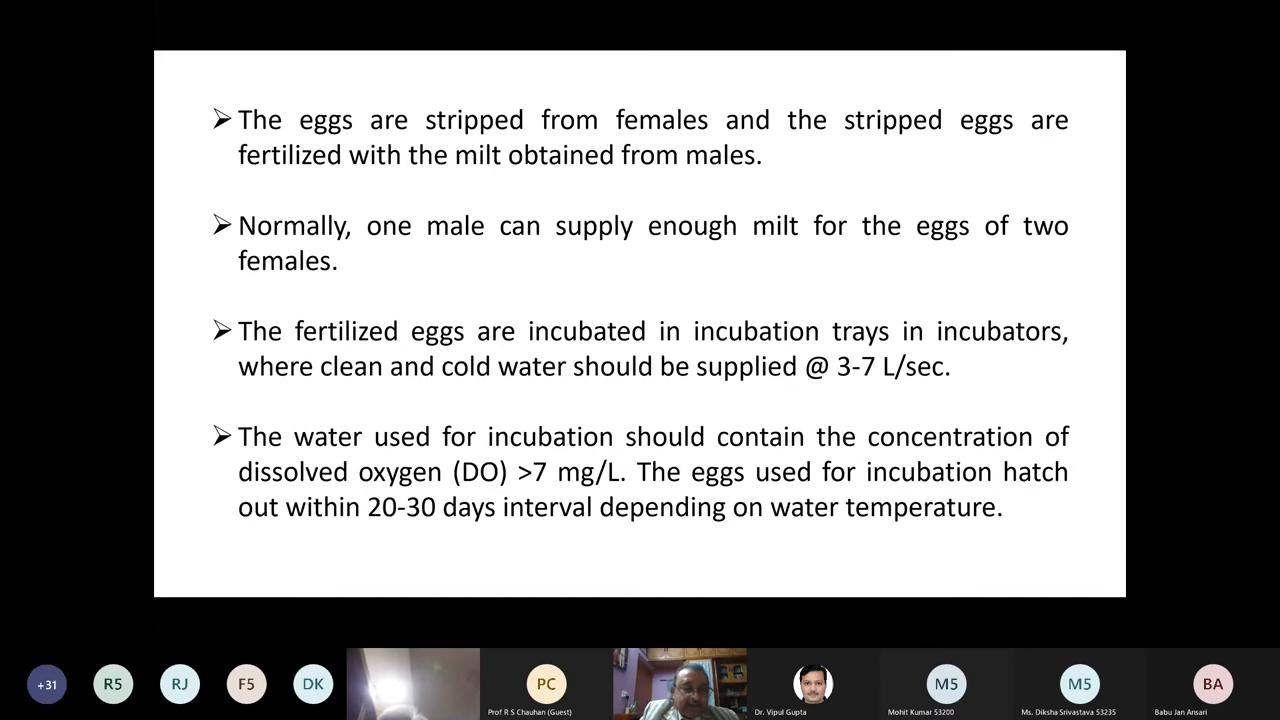 ➢ The eggs are stripped from females and the stripped eggs are
fertilized with the milt obtained from males.
➢ Normally, one male can supply enough milt for the eggs of two
females.
➢ The fertilized eggs are incubated in incubation trays in incubators,
where clean and cold water should be supplied @ 3-7 L/sec.
➢ The water used for incubation should contain the concentration of
dissolved oxygen (DO) >7 mg/L. The eggs used for incubation hatch
out within 20-30 days interval depending on water temperature.
+31
R5
RJ
F5
DK
PC
Prof R S Chauhan (Guest)
Dr. Vipul Gupta
M5
Mohit Kumar 53200
M5
Ms. Diksha Srivastava 53235
BA
Babu Jan Ansari